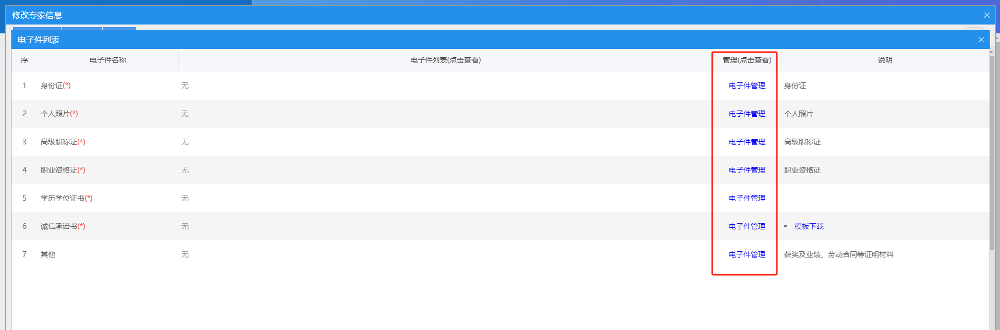 修改专家信息
电子件列表
序 电子件名称 电子件列表(点击查看) 管理(点击查看) 说明
1 身份证(*) 无 电子件管理 身份证
2 个人照片(*) 无 电子件管理 个人照片
3 高级职称证(*) 无 电子件管理 高级职称证
4 职业资格证(*) 无 电子件管理 职业资格证
5 学历学位证书(*) 无 电子件管理
6 诚信承诺书(*) 无 电子件管理 • 模板下载
7 其他 无 电子件管理 获奖及业绩、劳动合同等证明材料